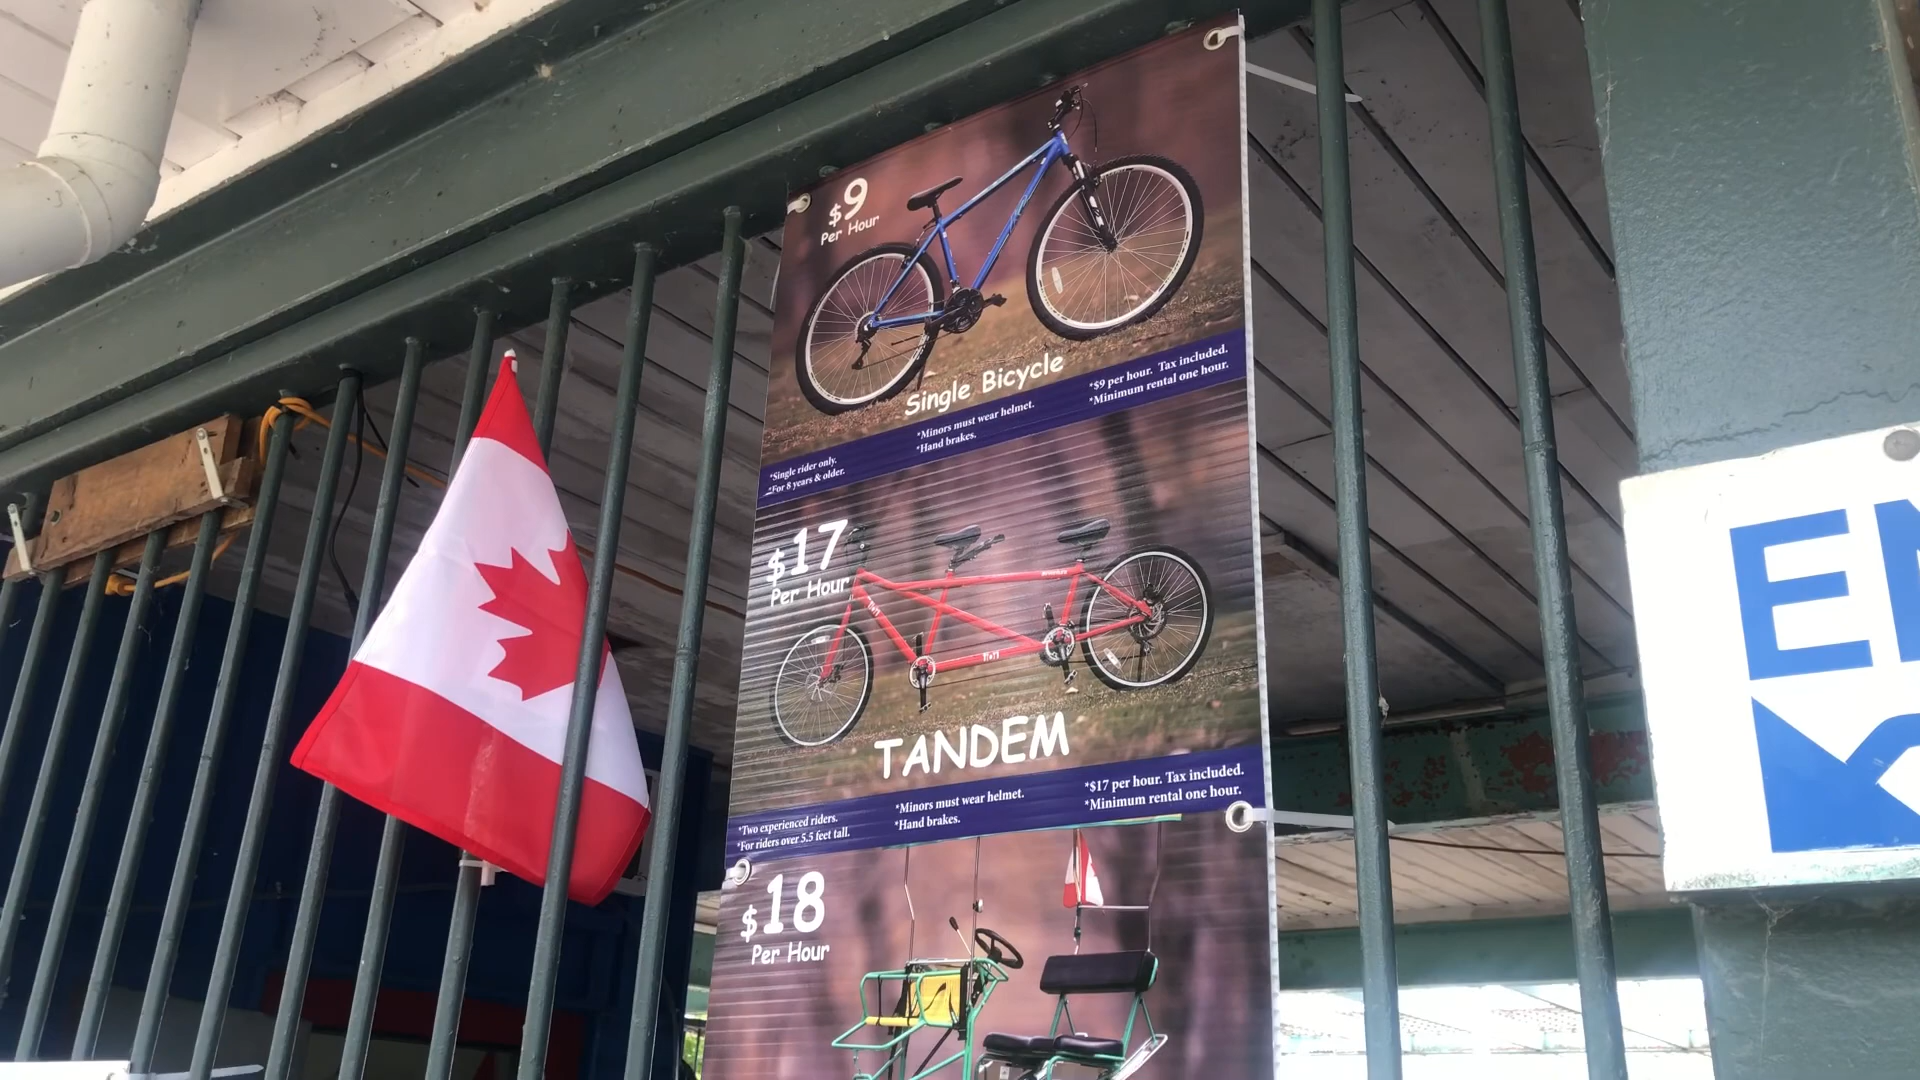 $9
Per Hour
Single Bicycle
*Single rider only.
*For 8 years & older.
*Minors must wear helmet.
*Hand brakes.
*$9 per hour. Tax included.
*Minimum rental one hour.
$17
Per Hour
TANDEM
*Two experienced riders.
*For riders over 5.5 feet tall.
*Minors must wear helmet.
*Hand brakes.
*$17 per hour. Tax included.
*Minimum rental one hour.
$18
Per Hour